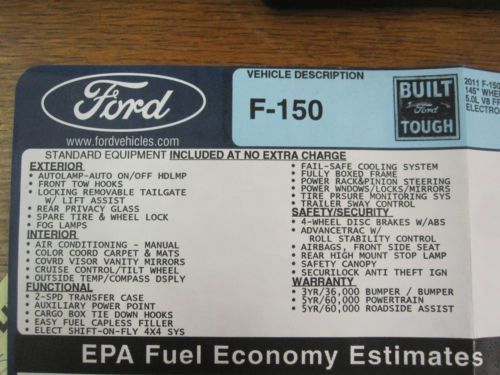 Ford
www.fordvehicles.com
VEHICLE DESCRIPTION
F-150
BUILT
Ford
TOUGH
2011 F-150
145" WHEE
5.0L V8 FF
ELECTRON
STANDARD EQUIPMENT INCLUDED AT NO EXTRA CHARGE
EXTERIOR
• AUTOLAMP-AUTO ON/OFF HDLMP
• FRONT TOW HOOKS
• LOCKING REMOVABLE TAILGATE
W/ LIFT ASSIST
• REAR PRIVACY GLASS
• SPARE TIRE & WHEEL LOCK
• FOG LAMPS
INTERIOR
• AIR CONDITIONING - MANUAL
• COLOR COORD CARPET & MATS
• COVRD VISOR VANITY MIRRORS
• CRUISE CONTROL/TILT WHEEL
• OUTSIDE TEMP/COMPASS DSPLY
FUNCTIONAL
• 2-SPD TRANSFER CASE
• AUXILIARY POWER POINT
• CARGO BOX TIE DOWN HOOKS
• EASY FUEL CAPLESS FILLER
• ELECT SHIFT-ON-FLY 4X4 SYS
• FAIL-SAFE COOLING SYSTEM
• FULLY BOXED FRAME
• POWER RACK&PINION STEERING
• POWER WNDOWS/LOCKS/MIRRORS
• TIRE PRSURE MONITORING SYS
• TRAILER SWAY CONTROL
SAFETY/SECURITY
• 4-WHEEL DISC BRAKES W/ABS
• ADVANCETRAC W/
ROLL STABILITY CONTROL
• AIRBAGS, FRONT SEAT SIDE
• REAR HIGH MOUNT STOP LAMP
• SAFETY CANOPY
• SECURILOCK ANTI THEFT IGN
WARRANTY
• 3YR/36,000 BUMPER / BUMPER
• 5YR/60,000 POWERTRAIN
• 5YR/60,000 ROADSIDE ASSIST
EPA Fuel Economy Estimates